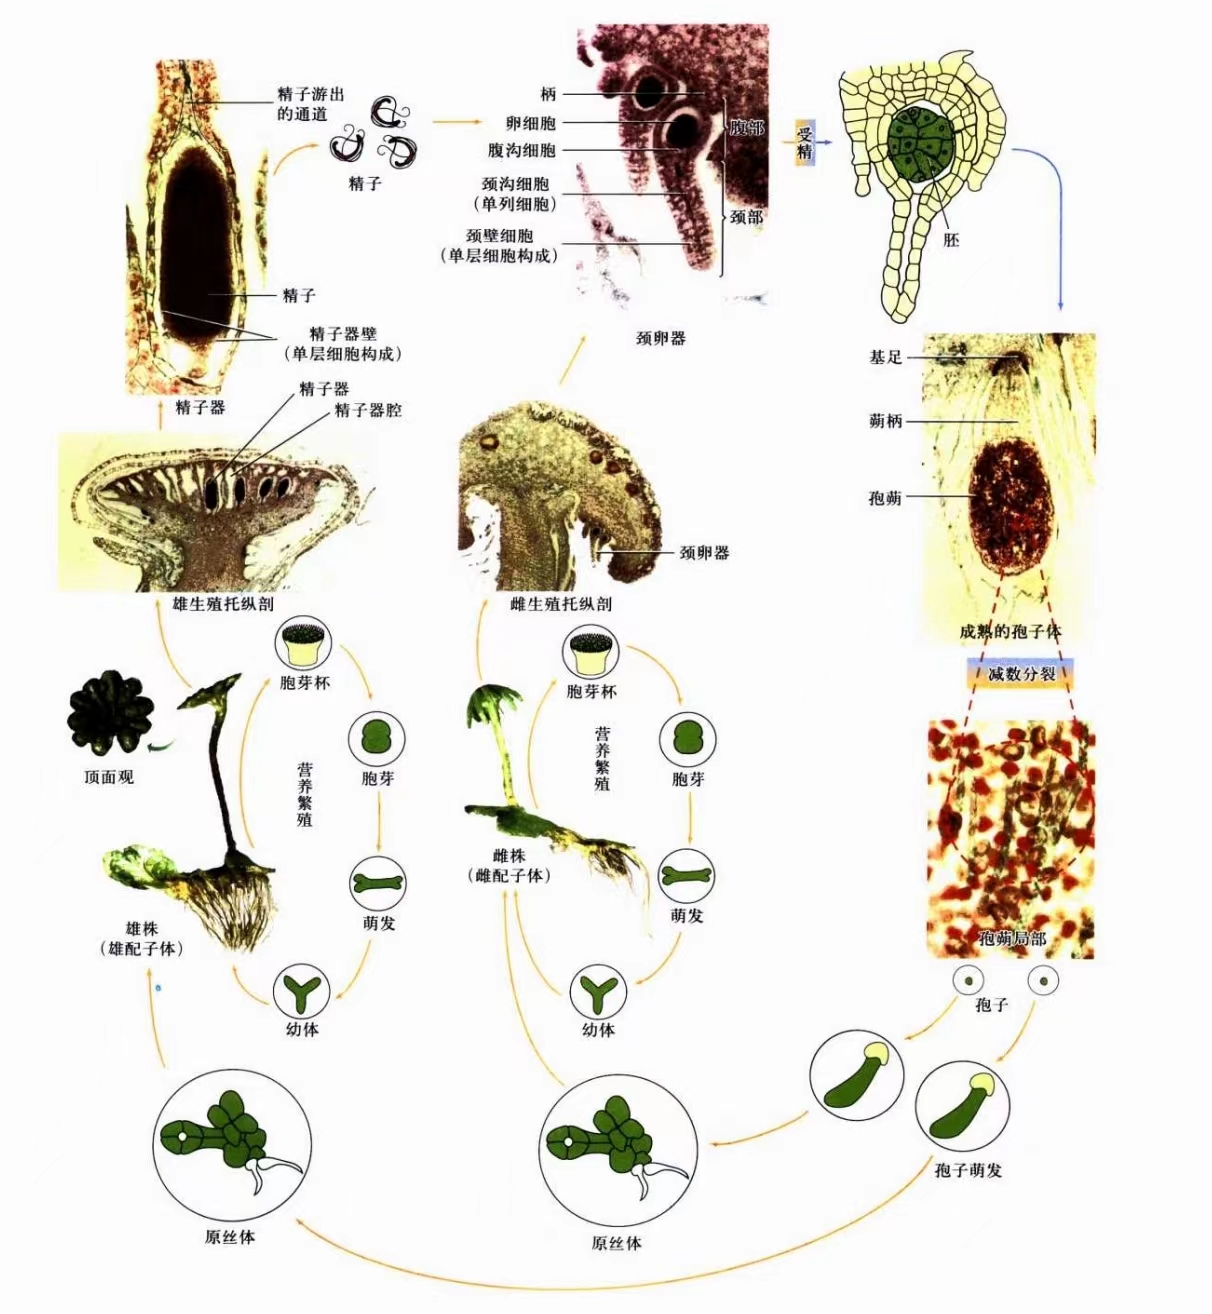 精子游出
的通道
精子
精子
精子器壁
（单层细胞构成）
精子器
柄
卵细胞
腹沟细胞
颈沟细胞
（单列细胞）
颈壁细胞
（单层细胞构成）
腹部
颈部
颈卵器
受精
胚
基足
蒴柄
孢蒴
成熟的孢子体
减数分裂
孢蒴局部
孢子
孢子萌发
精子器
精子器腔
雄生殖托纵剖
颈卵器
雌生殖托纵剖
顶面观
胞芽杯
胞芽
营养繁殖
萌发
幼体
雄株
（雄配子体）
胞芽杯
胞芽
营养繁殖
萌发
幼体
雌株
（雌配子体）
原丝体
原丝体